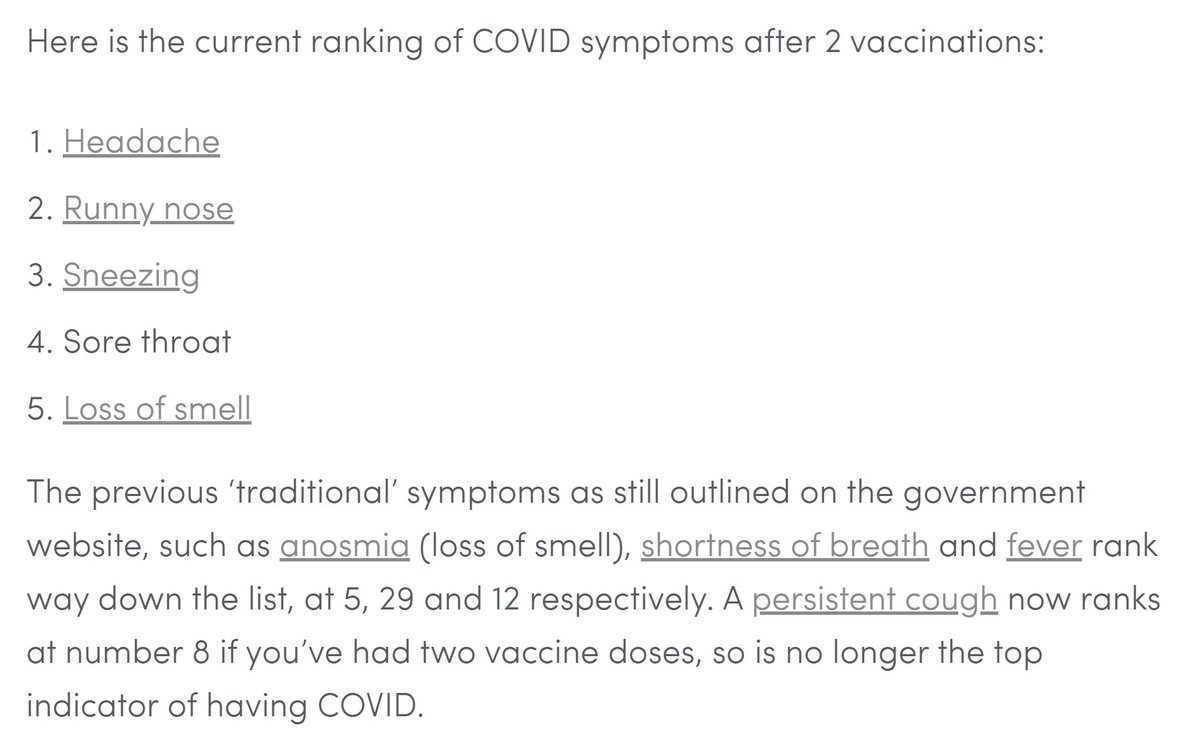 Here is the current ranking of COVID symptoms after 2 vaccinations:
1. Headache
2. Runny nose
3. Sneezing
4. Sore throat
5. Loss of smell
The previous ‘traditional’ symptoms as still outlined on the government
website, such as anosmia (loss of smell), shortness of breath and fever rank
way down the list, at 5, 29 and 12 respectively. A persistent cough now ranks
at number 8 if you’ve had two vaccine doses, so is no longer the top
indicator of having COVID.